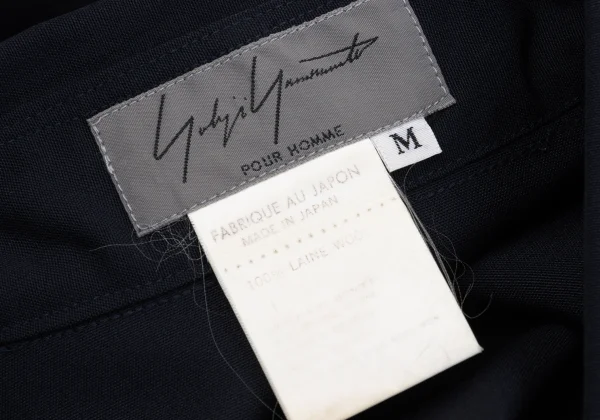 Yohji Yamamoto
POUR HOMME
M
FABRIQUE AU JAPON
MADE IN JAPAN
100% LAINE WOOL